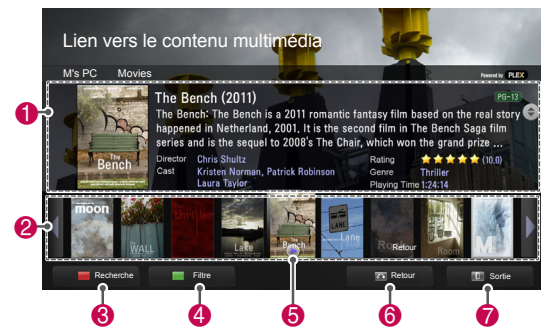 Lien vers le contenu multimédia
M's PC Movies
Powered by PLEX
The Bench (2011)
PG-13
The Bench: The Bench is a 2011 romantic fantasy film based on the real story
happened in Netherland, 2001. It is the second film in The Bench Saga film
series and is the sequel to 2008's The Chair, which won the grand prize ...
The Bench
Director Chris Shultz
Cast Kristen Norman, Patrick Robinson
Laura Taylor
Rating (10,0)
Genre Thriller
Playing Time 1:24:14
1
2
moon
WALL
thriller
Lake
Bench
Lane
LANE
Retour
Room
M
Recherche
Filtre
Retour
Sortie
3
4
5
6
7